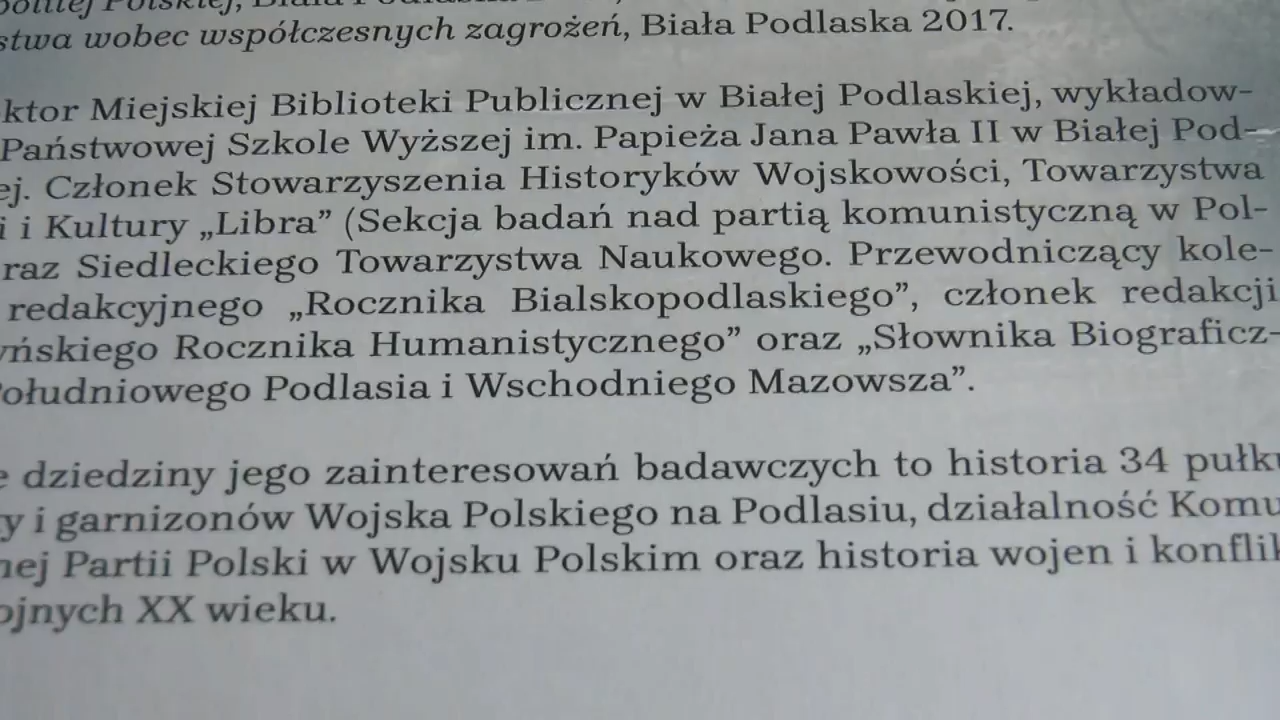 stwa wobec współczesnych zagrożeń, Biała Podlaska 2017.
ktor Miejskiej Biblioteki Publicznej w Białej Podlaskiej, wykładow-
Państwowej Szkole Wyższej im. Papieża Jana Pawła II w Białej Pod-
ej. Członek Stowarzyszenia Historyków Wojskowości, Towarzystwa
i i Kultury „Libra” (Sekcja badań nad partią komunistyczną w Pol-
raz Siedleckiego Towarzystwa Naukowego. Przewodniczący kole-
redakcyjnego „Rocznika Bialskopodlaskiego”, członek redakcji
yńskiego Rocznika Humanistycznego” oraz „Słownika Biograficz-
ołudniowego Podlasia i Wschodniego Mazowsza”.
e dziedziny jego zainteresowań badawczych to historia 34 pułku
y i garnizonów Wojska Polskiego na Podlasiu, działalność Komu
nej Partii Polski w Wojsku Polskim oraz historia wojen i konflik
ojnych XX wieku.